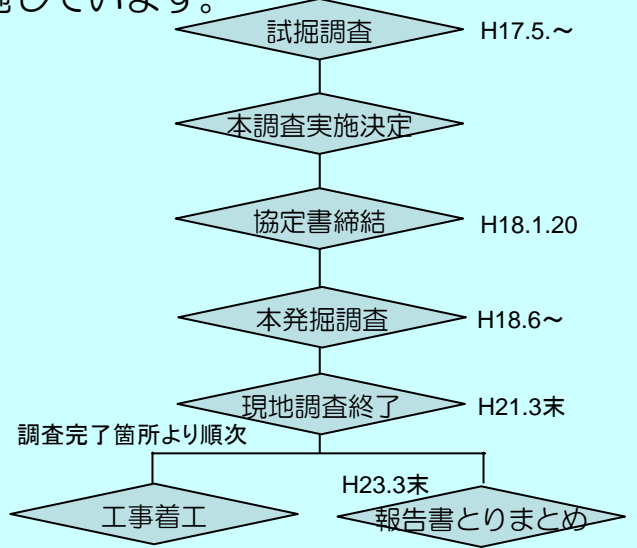 施しています。
試掘調査 H17.5.～
本調査実施決定
協定書締結 H18.1.20
本発掘調査 H18.6～
現地調査終了 H21.3末
調査完了箇所より順次
H23.3末
工事着工 報告書とりまとめ